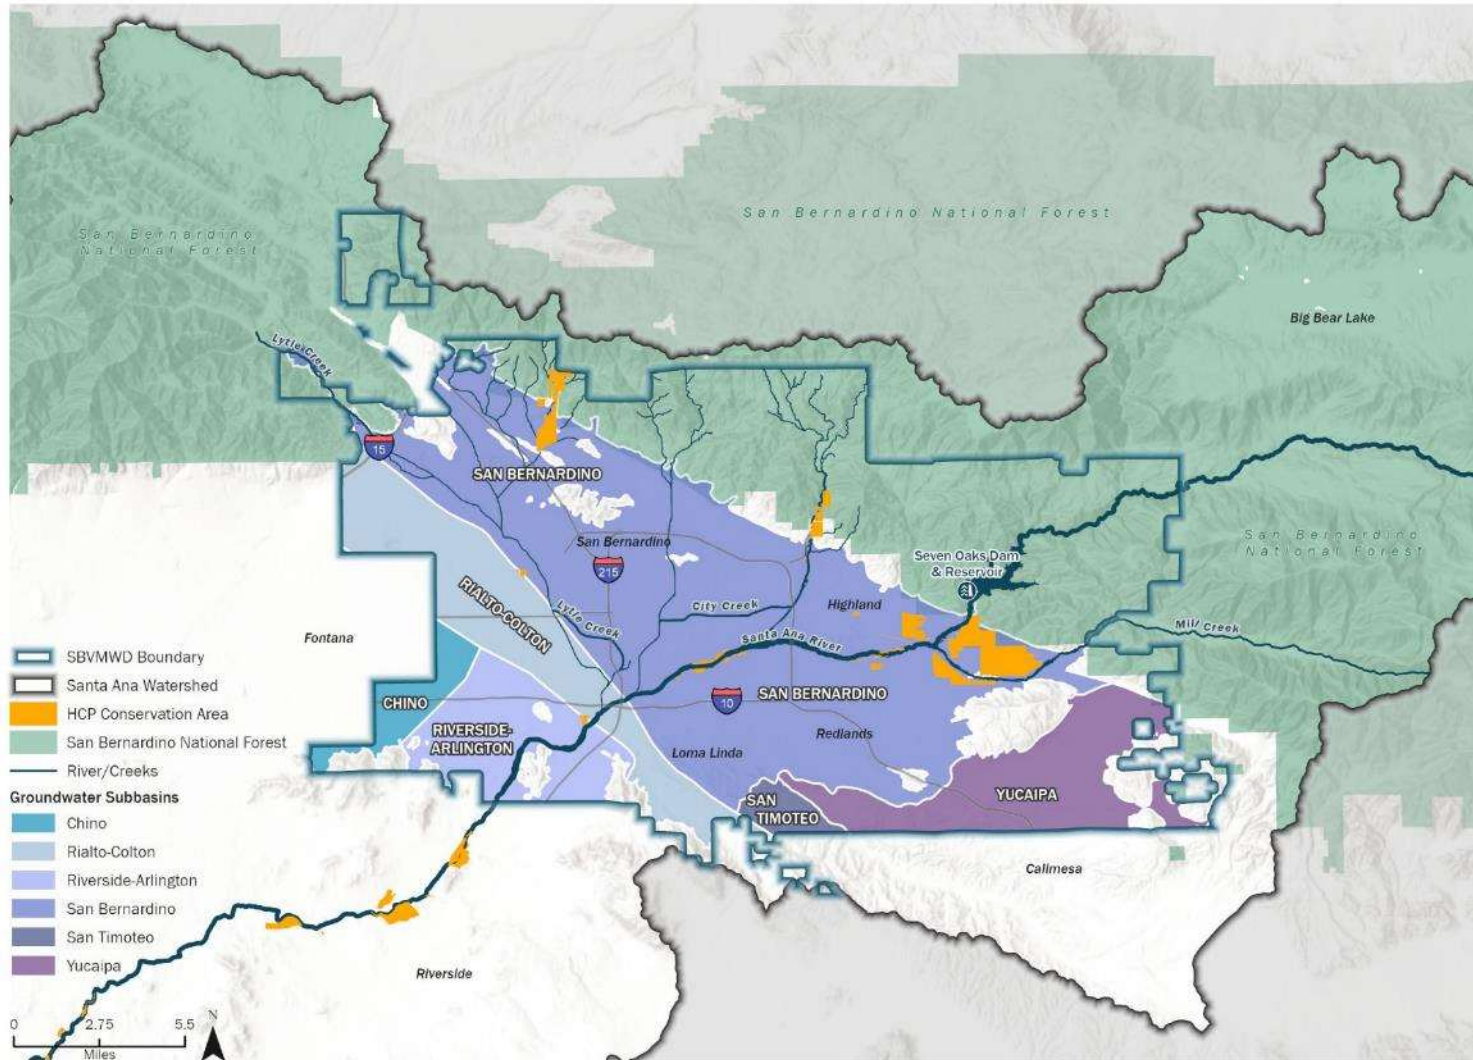 San Bernardino National Forest
San Bernardino
National Forest
Big Bear Lake
Lytle Creek
15
SAN BERNARDINO
San Bernardino
215
San Bernardino
National Forest
Seven Oaks Dam
& Reservoir
RIALTO-COLTON
Lytle Creek
City Creek
Highland
Santa Ana River
Mill Creek
Fontana
SAN BERNARDINO
10
CHINO
RIVERSIDE-
ARLINGTON
Loma Linda
Redlands
SAN
TIMOTEO
YUCAIPA
Calimesa
Riverside
SBVMWD Boundary
Santa Ana Watershed
HCP Conservation Area
San Bernardino National Forest
River/Creeks
Groundwater Subbasins
Chino
Rialto-Colton
Riverside-Arlington
San Bernardino
San Timoteo
Yucaipa
0 2.75 5.5
Miles
N